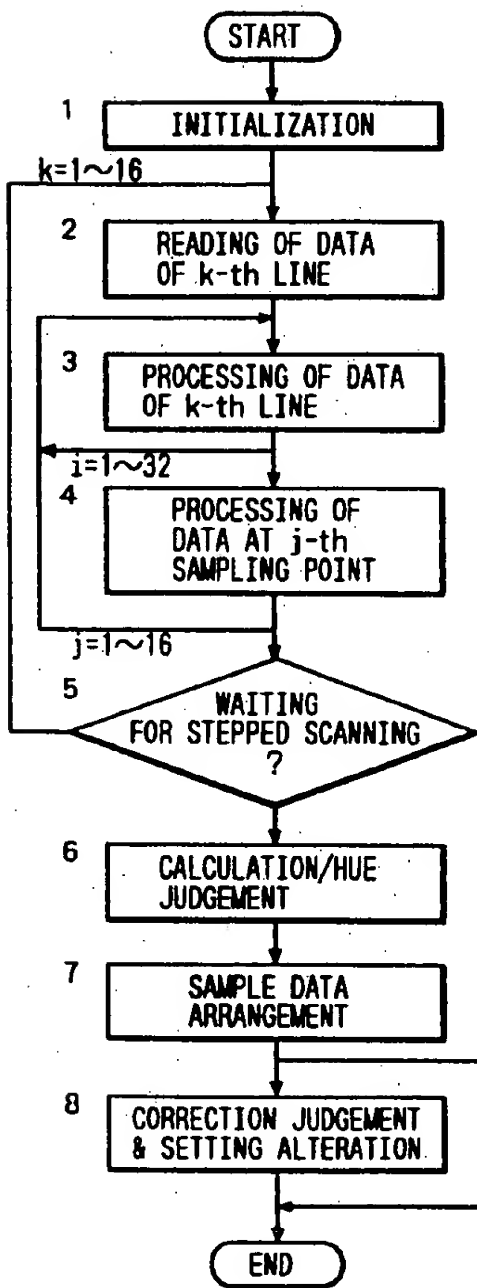 START
1
INITIALIZATION
k=1～16
2
READING OF DATA
OF k-th LINE
3
PROCESSING OF DATA
OF k-th LINE
i=1～32
4
PROCESSING OF
DATA AT j-th
SAMPLING POINT
j=1～16
5
WAITING
FOR STEPPED SCANNING
?
6
CALCULATION/HUE
JUDGEMENT
7
SAMPLE DATA
ARRANGEMENT
8
CORRECTION JUDGEMENT
& SETTING ALTERATION
END